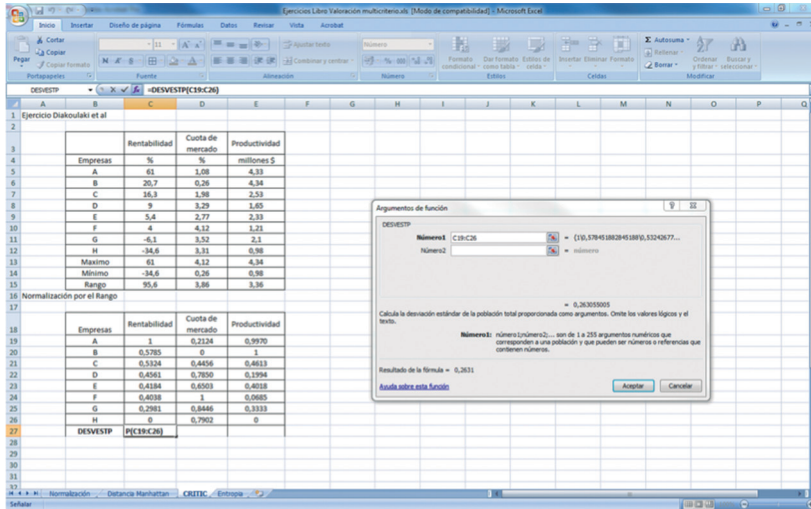 Ejercicios Libro Valoración multicriterio.xls [Modo de compatibilidad] - Microsoft Excel
Inicio Insertar Diseño de página Fórmulas Datos Revisar Vista Acrobat
Cortar
Copiar
Copiar formato
Pegar
Portapapeles
11
Fuente
Ajustar texto
Combinar y centrar
Alineación
Número
Número
Formato condicional
Dar formato como tabla
Estilos de celda
Estilos
Insertar Eliminar Formato
Celdas
Autosuma
Rellenar
Borrar
Ordenar y filtrar
Buscar y seleccionar
Modificar
DESVESTP =DESVESTP(C19:C26)
A B C D E F G H I J K L M N O P Q
1 Ejercicio Diakoulaki et al
2
3 Rentabilidad Cuota de mercado Productividad
4 Empresas % % millones $
5 A 61 1,08 4,33
6 B 20,7 0,26 4,34
7 C 16,3 1,98 2,53
8 D 9 3,29 1,65
9 E 5,4 2,77 2,33
10 F 4 4,12 1,21
11 G -6,1 3,52 2,1
12 H -34,6 3,31 0,98
13 Maximo 61 4,12 4,34
14 Mínimo -34,6 0,26 0,98
15 Rango 95,6 3,86 3,36
16 Normalización por el Rango
17
18 Empresas Rentabilidad Cuota de mercado Productividad
19 A 1 0,2124 0,9970
20 B 0,5785 0 1
21 C 0,5324 0,4456 0,4613
22 D 0,4561 0,7850 0,1994
23 E 0,4184 0,6503 0,4018
24 F 0,4038 1 0,0685
25 G 0,2981 0,8446 0,3333
26 H 0 0,7902 0
27 DESVESTP P(C19:C26)
28
29
30
31
32
Argumentos de función
DESVESTP
Número1 C19:C26 = {1\0,578451882845188\0,53242677...
Número2 = número
= 0,263055005
Calcula la desviación estándar de la población total proporcionada como argumentos. Omite los valores lógicos y el
texto.
Número1: número1;número2;... son de 1 a 255 argumentos numéricos que
corresponden a una población y que pueden ser números o referencias que
contienen números.
Resultado de la fórmula = 0,2631
Ayuda sobre esta función
Aceptar Cancelar
Normalización Distancia Manhattan CRITIC Entropia
Señalar